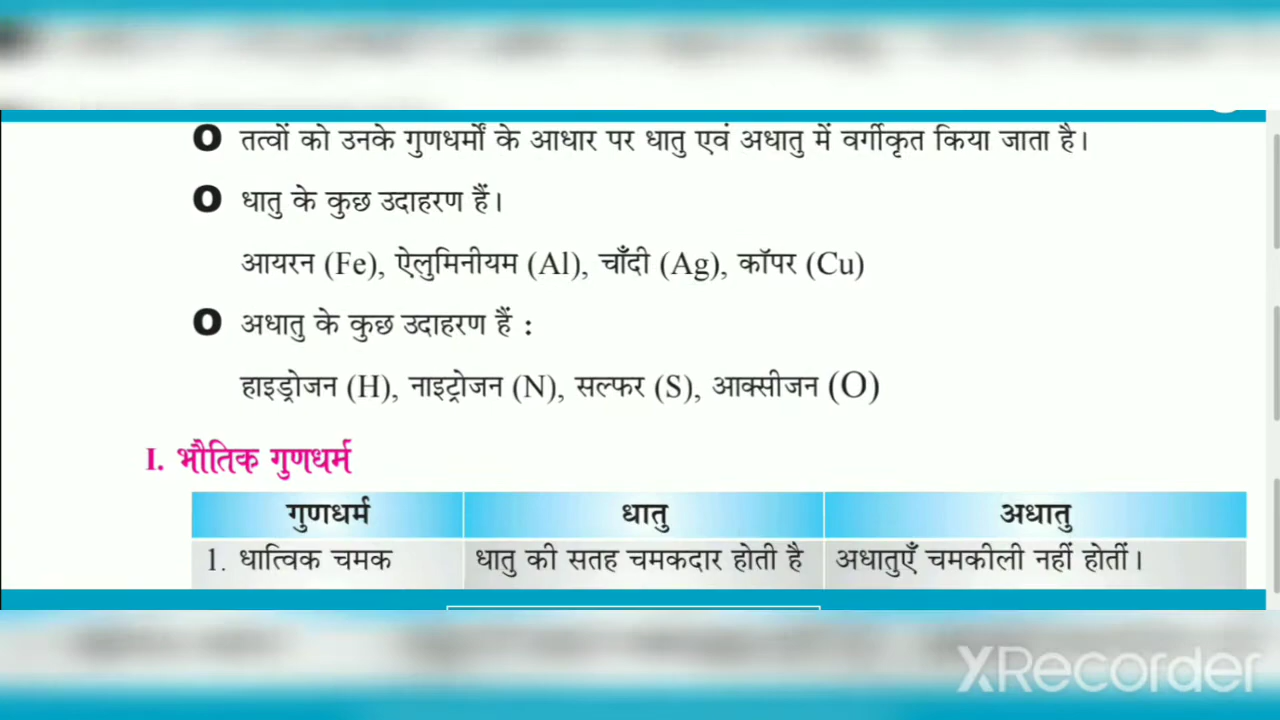 O तत्वों को उनके गुणधर्मों के आधार पर धातु एवं अधातु में वर्गीकृत किया जाता है।
O धातु के कुछ उदाहरण हैं।
आयरन (Fe), ऐलुमिनीयम (Al), चाँदी (Ag), कॉपर (Cu)
O अधातु के कुछ उदाहरण हैं :
हाइड्रोजन (H), नाइट्रोजन (N), सल्फर (S), आक्सीजन (O)
I. भौतिक गुणधर्म
गुणधर्म धातु अधातु
1. धात्विक चमक धातु की सतह चमकदार होती है अधातुएँ चमकीली नहीं होतीं।
XRecorder